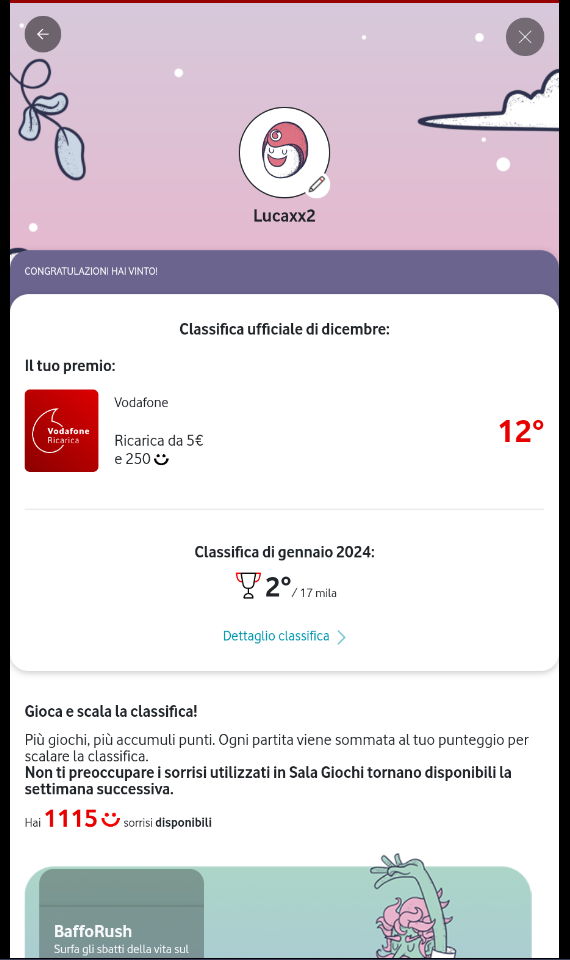 Lucaxx2
CONGRATULAZIONI HAI VINTO!
Classifica ufficiale di dicembre:
Il tuo premio:
Vodafone
Ricarica
Vodafone
Ricarica da 5€
e 250
12°
Classifica di gennaio 2024:
2° / 17 mila
Dettaglio classifica
Gioca e scala la classifica!
Più giochi, più accumuli punti. Ogni partita viene sommata al tuo punteggio per
scalare la classifica.
Non ti preoccupare i sorrisi utilizzati in Sala Giochi tornano disponibili la
settimana successiva.
Hai 1115 sorrisi disponibili
BaffoRush
Surfa gli sbatti della vita sul